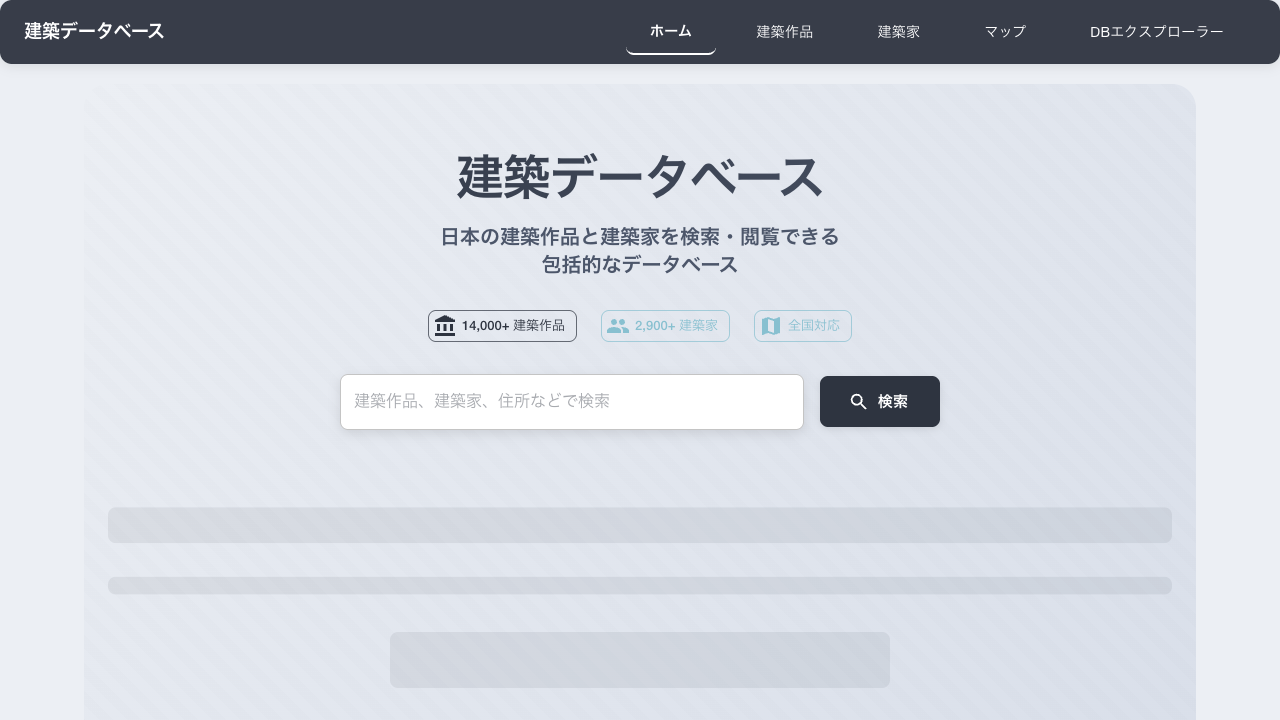 建築データベース
ホーム
建築作品
建築家
マップ
DBエクスプローラー
建築データベース
日本の建築作品と建築家を検索・閲覧できる
包括的なデータベース
14,000+ 建築作品
2,900+ 建築家
全国対応
建築作品、建築家、住所などで検索
検索